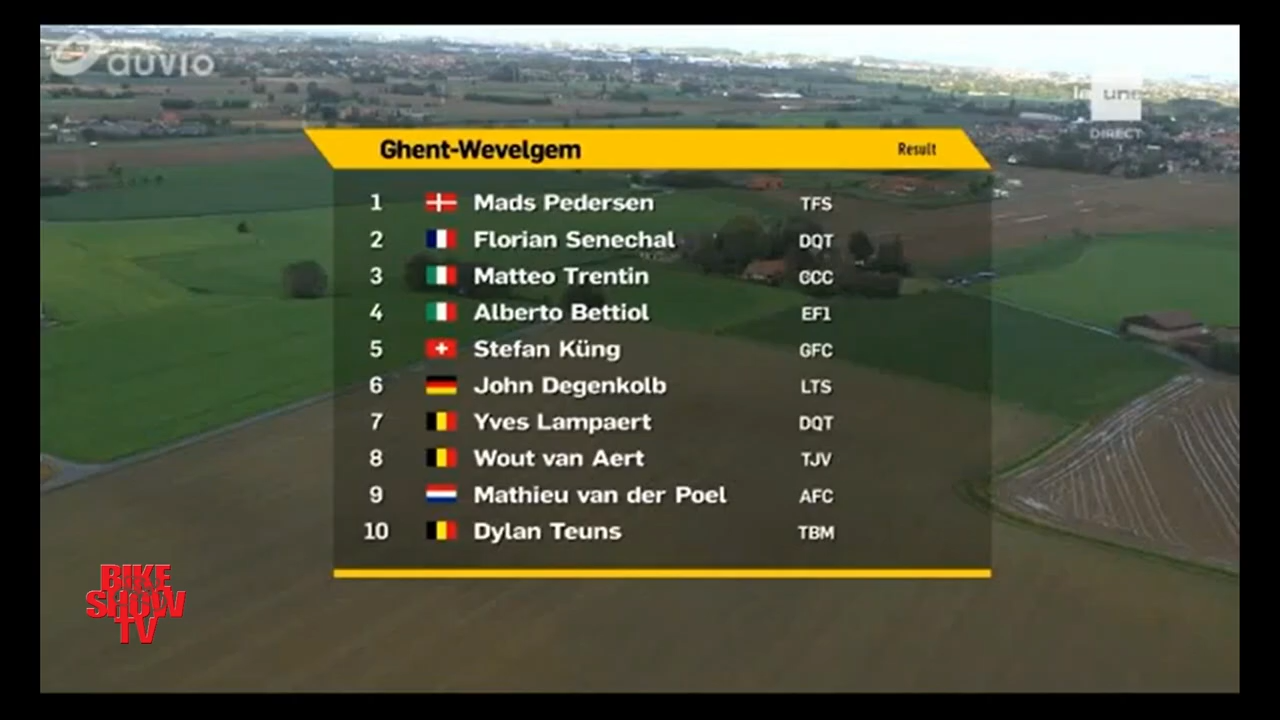 auvio
la une
DIRECT
Ghent-Wevelgem Result
1 Mads Pedersen TFS
2 Florian Senechal DQT
3 Matteo Trentin CCC
4 Alberto Bettiol EF1
5 Stefan Küng GFC
6 John Degenkolb LTS
7 Yves Lampaert DQT
8 Wout van Aert TJV
9 Mathieu van der Poel AFC
10 Dylan Teuns TBM
BIKE
SHOW
TV